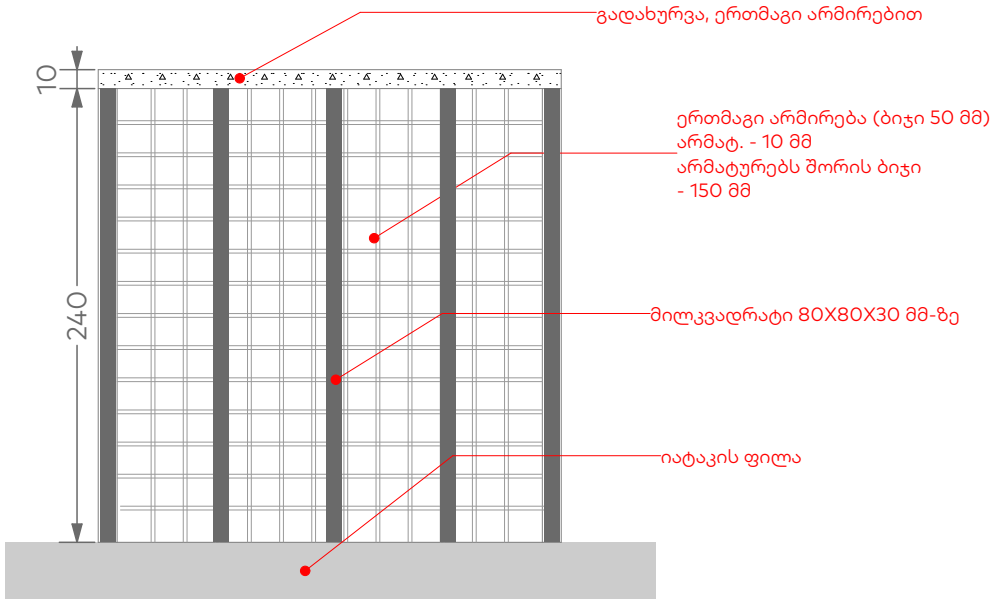 გადახურვა, ერთმაგი არმირებით
10
ერთმაგი არმირება (ბიჯი 50 მმ)
არმატ. - 10 მმ
არმატურებს შორის ბიჯი
- 150 მმ
240
მილკვადრატი 80X80X30 მმ-ზე
იატაკის ფილა